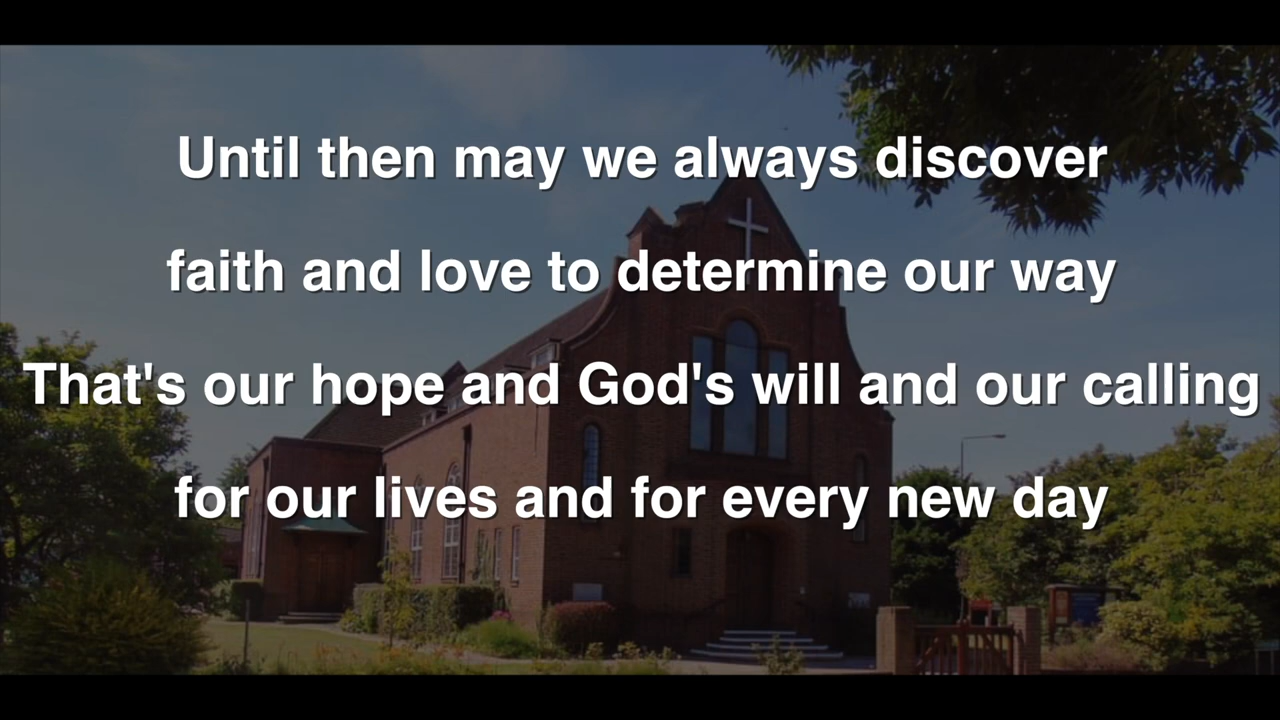 Until then may we always discover
faith and love to determine our way
That's our hope and God's will and our calling
for our lives and for every new day